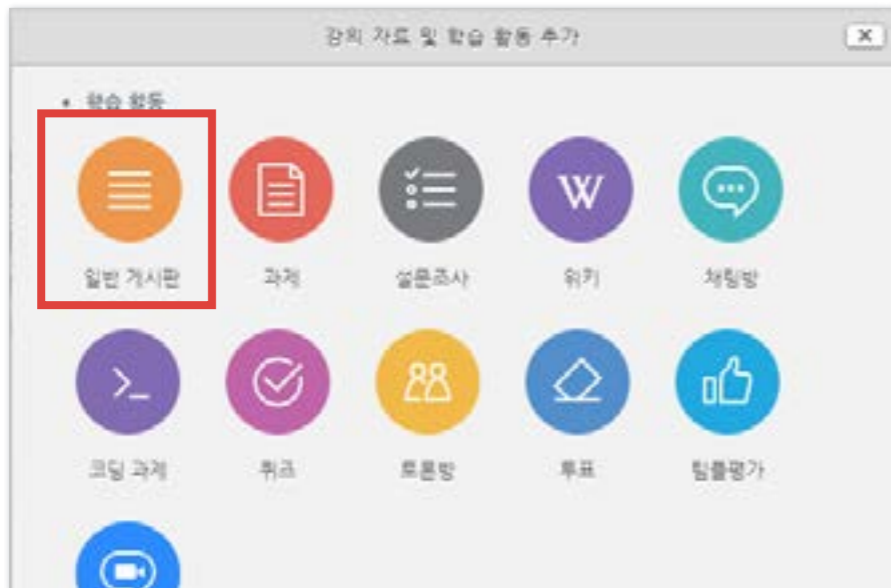 강의 자료 및 학습 활동 추가
학습 활동
일반 게시판
과제
설문조사
위키
채팅방
코딩 과제
퀴즈
토론방
투표
팀플평가